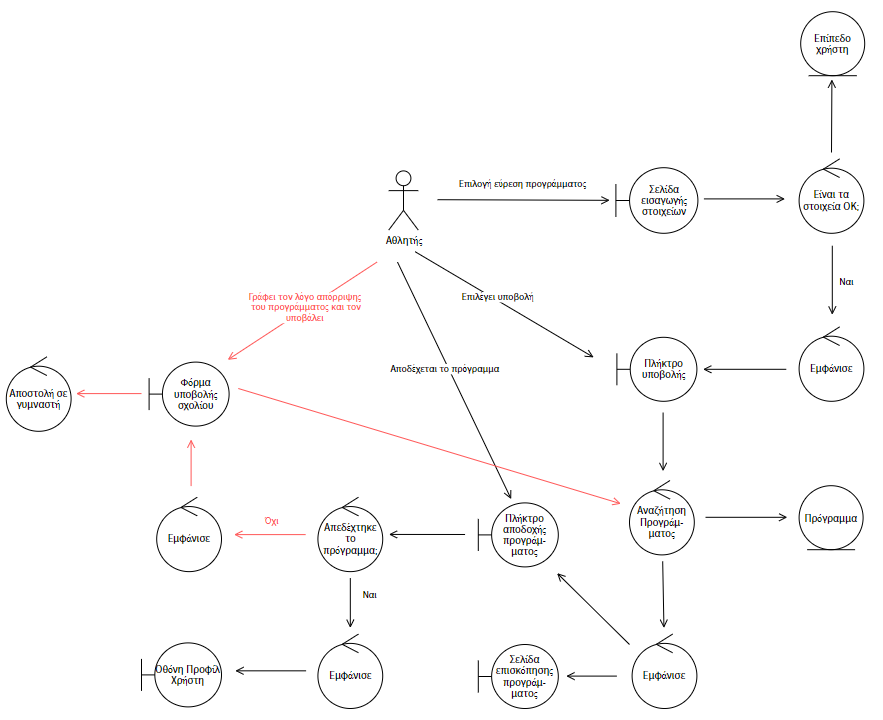 Επίπεδο
χρήστη
Επιλογή εύρεση προγράμματος
Σελίδα
εισαγωγής
στοιχείων
Είναι τα
στοιχεία ΟΚ;
Αθλητής
Ναι
Γράφει τον λόγο απόρριψης
του προγράμματος και τον
υποβάλει
Επιλέγει υποβολή
Αποδέχεται το πρόγραμμα
Πλήκτρο
υποβολής
Εμφάνισε
Αποστολή σε
γυμναστή
Φόρμα
υποβολής
σχολίου
Όχι
Εμφάνισε
Απεδέχτηκε
το
πρόγραμμα;
Πλήκτρο
αποδοχής
προγράμ-
ματος
Αναζήτηση
Προγράμ-
ματος
Πρόγραμμα
Ναι
Οθόνη Προφίλ
Χρήστη
Εμφάνισε
Σελίδα
επισκόπησης
προγράμ-
ματος
Εμφάνισε